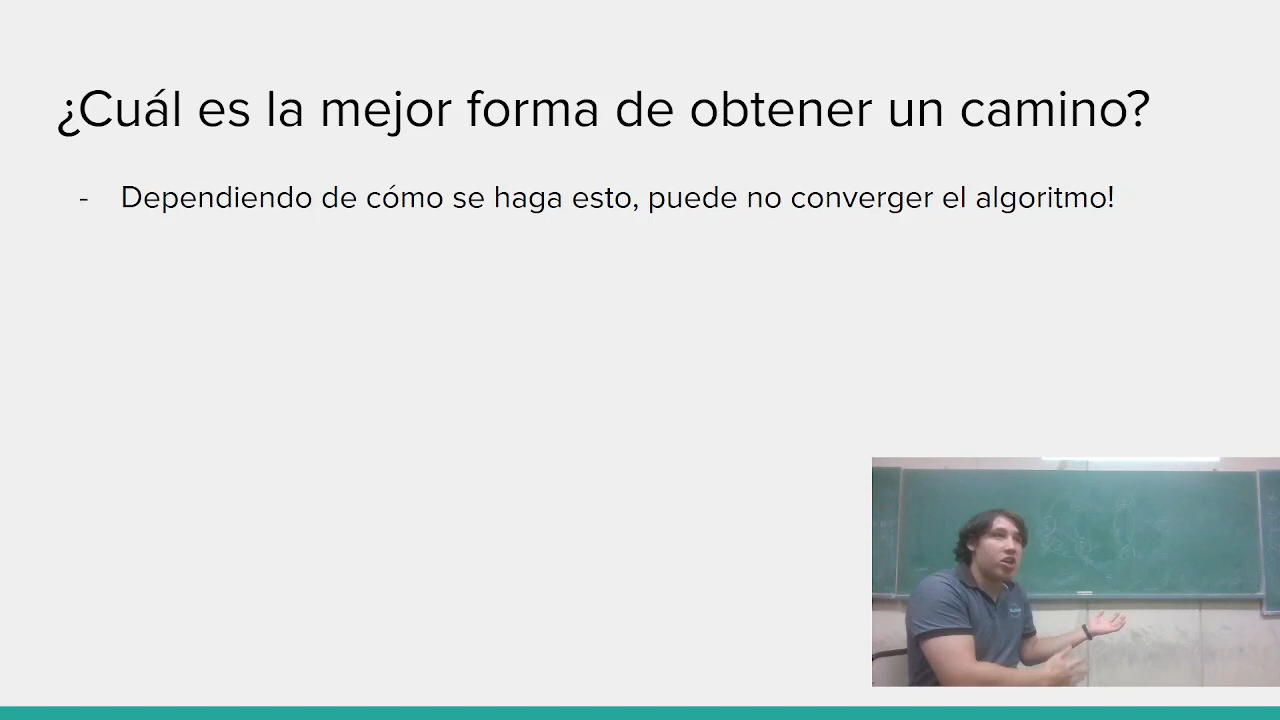 ¿Cuál es la mejor forma de obtener un camino?
- Dependiendo de cómo se haga esto, puede no converger el algoritmo!